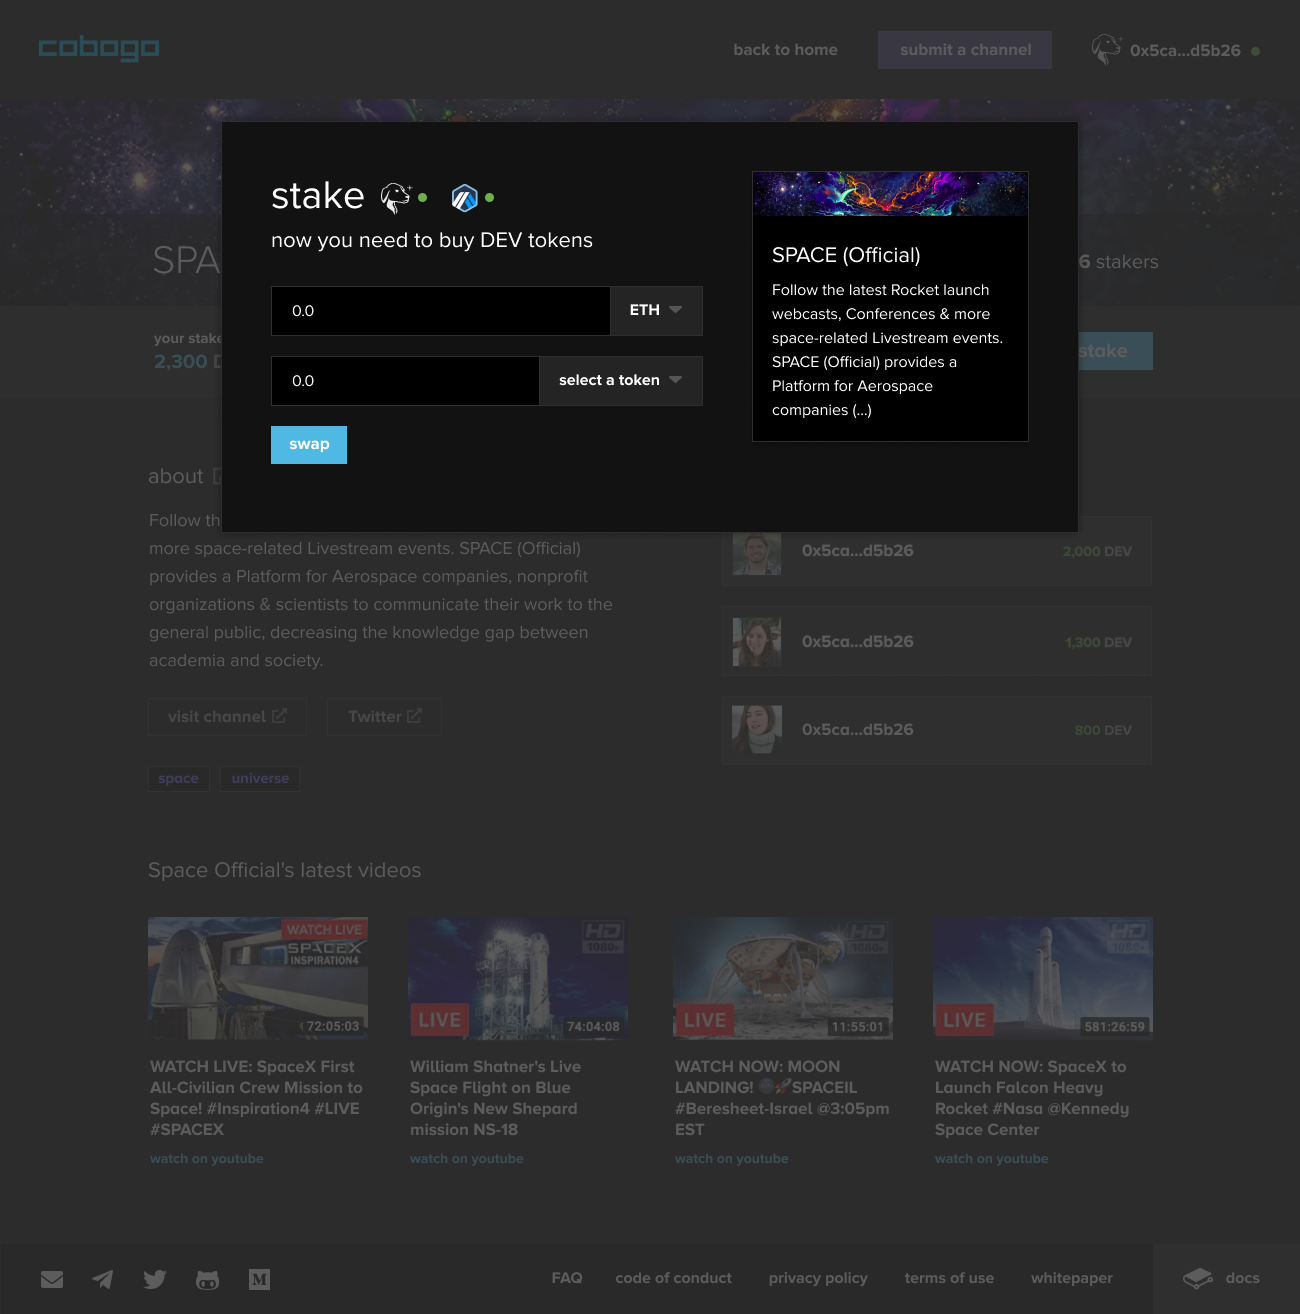 cobogo
back to home
submit a channel
0x5ca...d5b26
SPA
6 stakers
your stake
2,300 D
stake
stake
now you need to buy DEV tokens
0.0
ETH
0.0
select a token
swap
SPACE (Official)
Follow the latest Rocket launch
webcasts, Conferences & more
space-related Livestream events.
SPACE (Official) provides a
Platform for Aerospace
companies (...)
about
Follow th
more space-related Livestream events. SPACE (Official)
provides a Platform for Aerospace companies, nonprofit
organizations & scientists to communicate their work to the
general public, decreasing the knowledge gap between
academia and society.
visit channel
Twitter
space
universe
0x5ca...d5b26
2,000 DEV
0x5ca...d5b26
1,300 DEV
0x5ca...d5b26
800 DEV
Space Official's latest videos
WATCH LIVE
SPACEX
INSPIRATION4
72:05:03
WATCH LIVE: SpaceX First
All-Civilian Crew Mission to
Space! #Inspiration4 #LIVE
#SPACEX
watch on youtube
HD
1080p
LIVE
74:04:08
William Shatner's Live
Space Flight on Blue
Origin's New Shepard
mission NS-18
watch on youtube
HD
1080p
LIVE
11:55:01
WATCH NOW: MOON
LANDING! 🌑🚀SPACEIL
#Beresheet-Israel @3:05pm
EST
watch on youtube
HD
1080p
LIVE
581:26:59
WATCH NOW: SpaceX to
Launch Falcon Heavy
Rocket #Nasa @Kennedy
Space Center
watch on youtube
M
FAQ
code of conduct
privacy policy
terms of use
whitepaper
docs